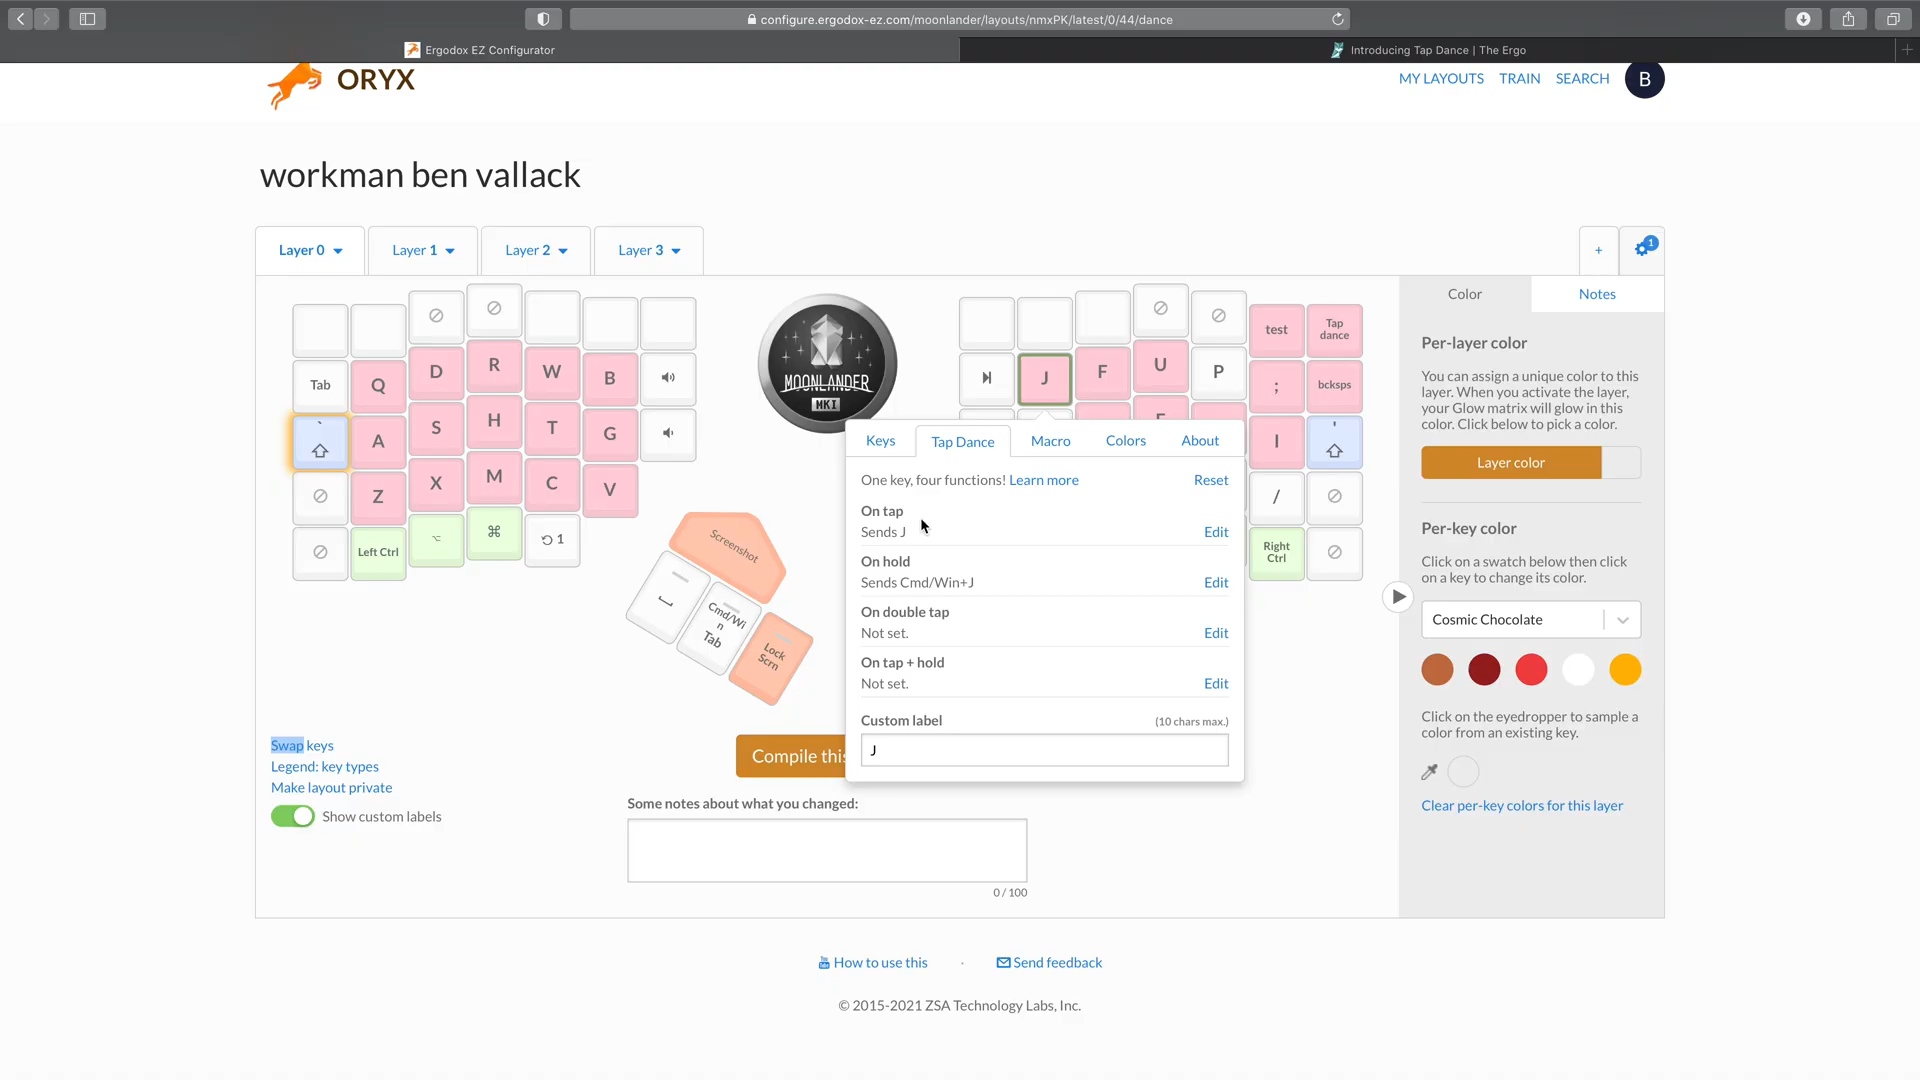 configure.ergodox-ez.com/moonlander/layouts/nmxPK/latest/0/44/dance
Ergodox EZ Configurator
Introducing Tap Dance | The Ergo
ORYX
MY LAYOUTS
TRAIN
SEARCH
B
workman ben vallack
Layer 0
Layer 1
Layer 2
Layer 3
+
1
Tab
Q
D
R
W
B
`
A
S
H
T
G
Z
X
M
C
V
Left Ctrl
⌥
⌘
1
Screenshot
Cmd/Wi
n
Tab
Lock
Scrn
MOONLANDER
MK I
test
Tap
dance
J
F
U
P
;
bcksps
I
'
/
Right
Ctrl
Keys
Tap Dance
Macro
Colors
About
One key, four functions! Learn more
Reset
On tap
Sends J
Edit
On hold
Sends Cmd/Win+J
Edit
On double tap
Not set.
Edit
On tap + hold
Not set.
Edit
Custom label
(10 chars max.)
J
Color
Notes
Per-layer color
You can assign a unique color to this
layer. When you activate the layer,
your Glow matrix will glow in this
color. Click below to pick a color.
Layer color
Per-key color
Click on a swatch below then click
on a key to change its color.
Cosmic Chocolate
Click on the eyedropper to sample a
color from an existing key.
Clear per-key colors for this layer
Swap keys
Legend: key types
Make layout private
Show custom labels
Compile this
Some notes about what you changed:
0 / 100
How to use this
·
Send feedback
© 2015-2021 ZSA Technology Labs, Inc.